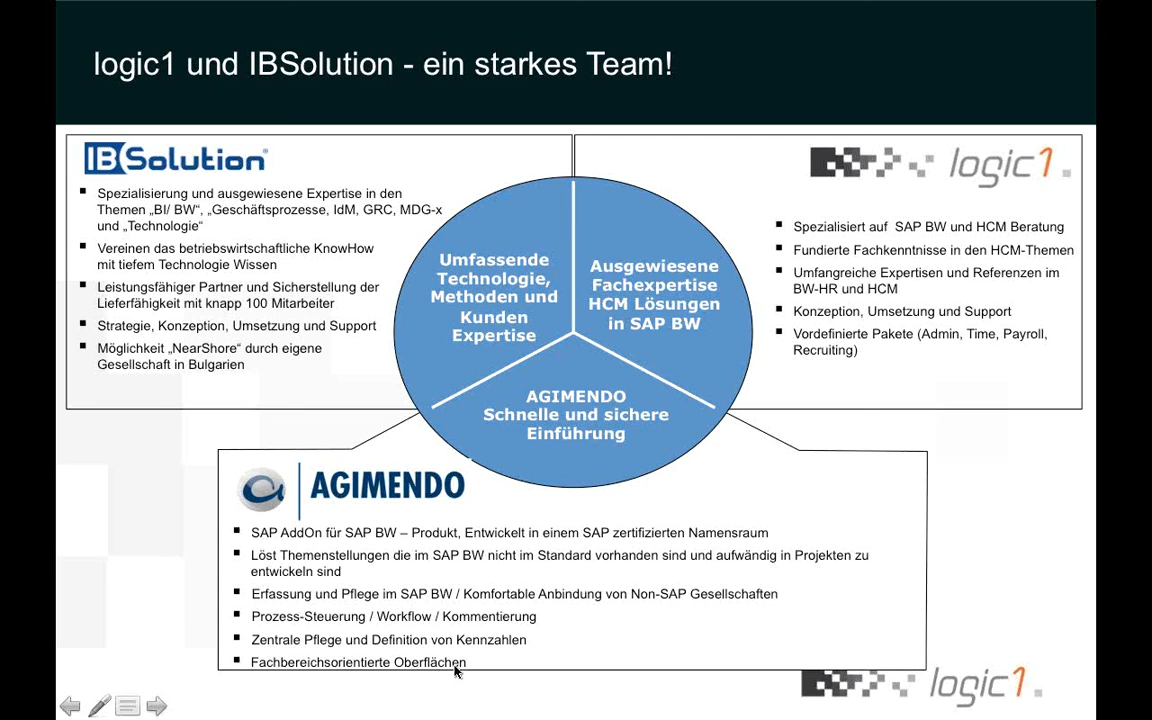 logic1 und IBSolution - ein starkes Team!
IBSolution®
Spezialisierung und ausgewiesene Expertise in den
Themen „BI/ BW“, „Geschäftsprozesse, IdM, GRC, MDG-x
und „Technologie“
Vereinen das betriebswirtschaftliche KnowHow
mit tiefem Technologie Wissen
Leistungsfähiger Partner und Sicherstellung der
Lieferfähigkeit mit knapp 100 Mitarbeiter
Strategie, Konzeption, Umsetzung und Support
Möglichkeit „NearShore“ durch eigene
Gesellschaft in Bulgarien
Umfassende
Technologie,
Methoden und
Kunden
Expertise
Ausgewiesene
Fachexpertise
HCM Lösungen
in SAP BW
AGIMENDO
Schnelle und sichere
Einführung
logic1.
Spezialisiert auf SAP BW und HCM Beratung
Fundierte Fachkenntnisse in den HCM-Themen
Umfangreiche Expertisen und Referenzen im
BW-HR und HCM
Konzeption, Umsetzung und Support
Vordefinierte Pakete (Admin, Time, Payroll,
Recruiting)
AGIMENDO
SAP AddOn für SAP BW – Produkt, Entwickelt in einem SAP zertifizierten Namensraum
Löst Themenstellungen die im SAP BW nicht im Standard vorhanden sind und aufwändig in Projekten zu
entwickeln sind
Erfassung und Pflege im SAP BW / Komfortable Anbindung von Non-SAP Gesellschaften
Prozess-Steuerung / Workflow / Kommentierung
Zentrale Pflege und Definition von Kennzahlen
Fachbereichsorientierte Oberflächen
logic1.